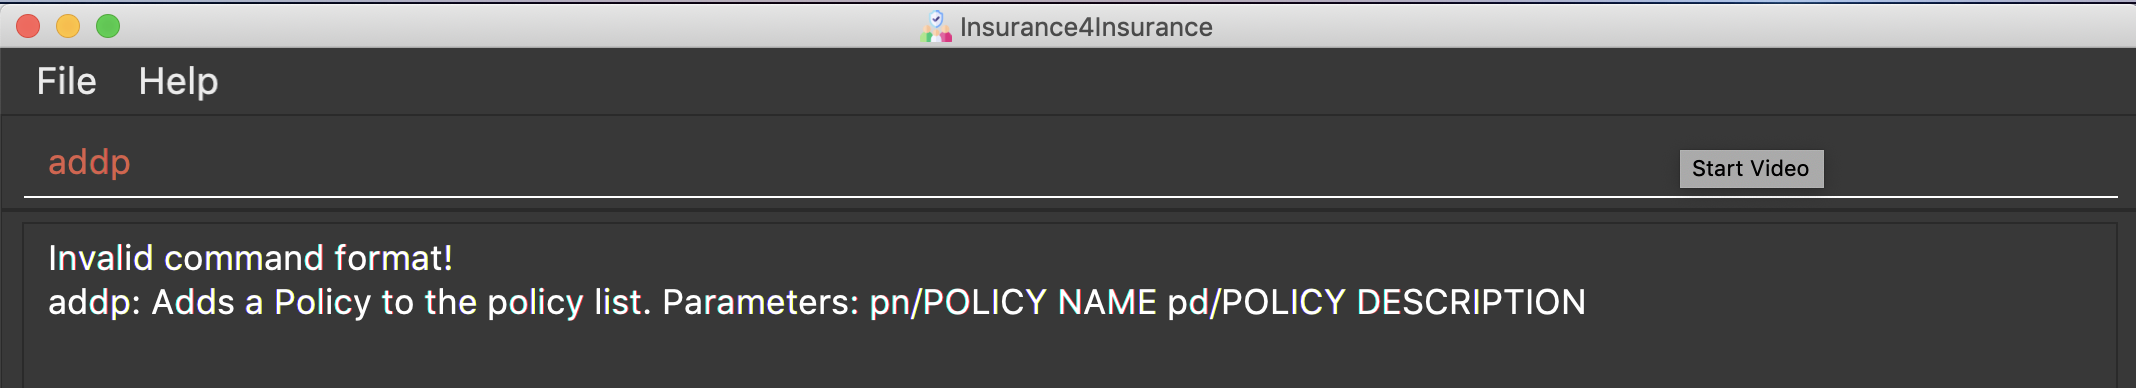 Insurance4Insurance
File Help
addp
Start Video
Invalid command format!
addp: Adds a Policy to the policy list. Parameters: pn/POLICY NAME pd/POLICY DESCRIPTION